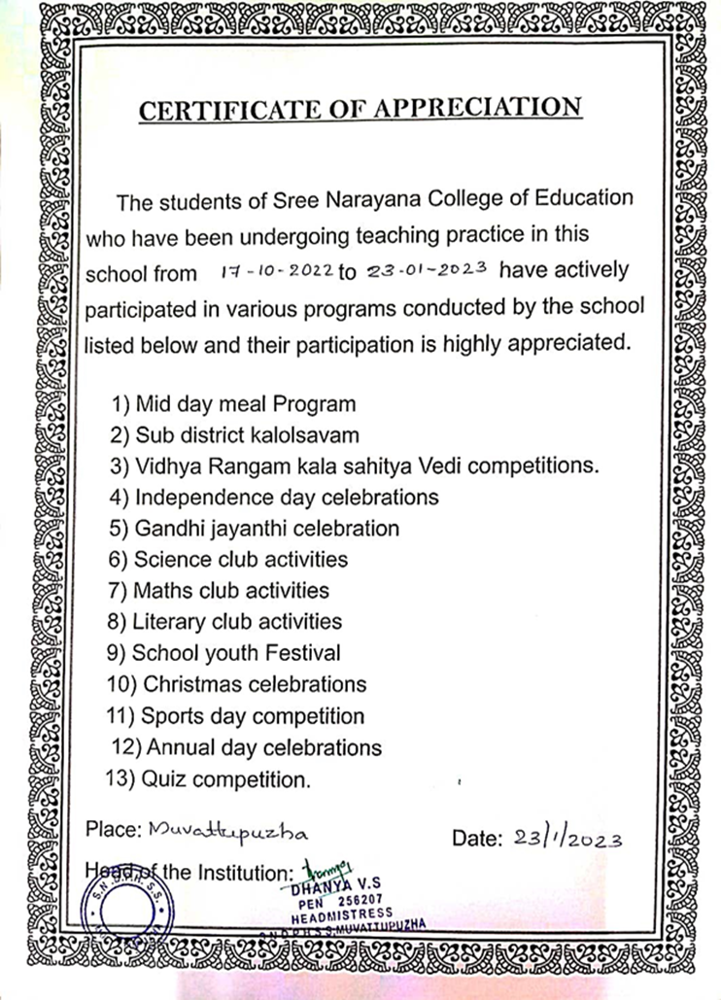 CERTIFICATE OF APPRECIATION
The students of Sree Narayana College of Education
who have been undergoing teaching practice in this
school from 17-10-2022 to 23-01-2023 have actively
participated in various programs conducted by the school
listed below and their participation is highly appreciated.
1) Mid day meal Program
2) Sub district kalolsavam
3) Vidhya Rangam kala sahitya Vedi competitions.
4) Independence day celebrations
5) Gandhi jayanthi celebration
6) Science club activities
7) Maths club activities
8) Literary club activities
9) School youth Festival
10) Christmas celebrations
11) Sports day competition
12) Annual day celebrations
13) Quiz competition.
Place: Muvattupuzha
Date: 23/1/2023
Head of the Institution:
DHANYA V.S
PEN 256207
HEADMISTRESS
S N D P H S S, MUVATTUPUZHA
S.N.D.P.H.S.S.